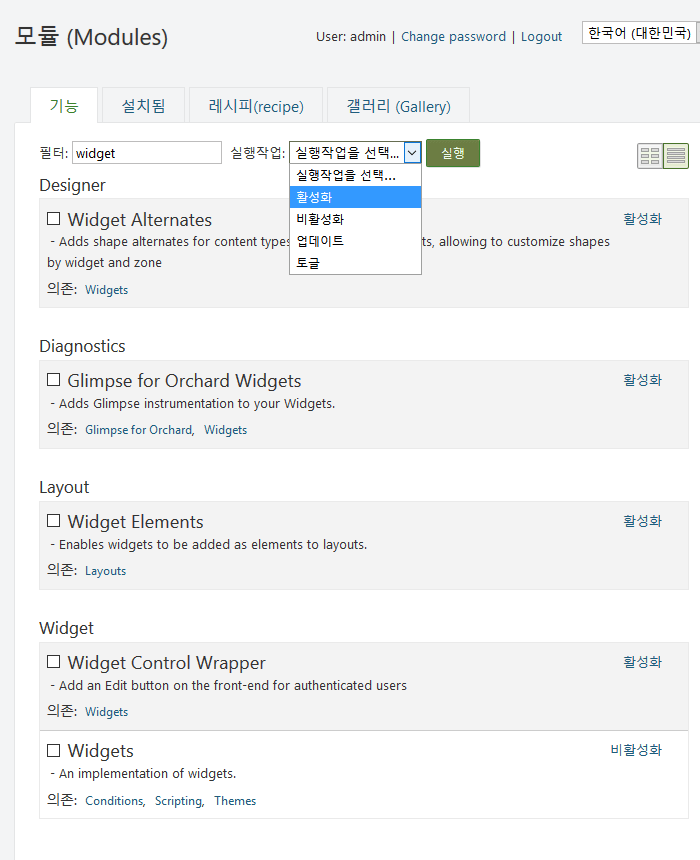 모듈 (Modules)
User: admin | Change password | Logout
한국어 (대한민국)
기능
설치됨
레시피(recipe)
갤러리 (Gallery)
필터: widget 실행작업: 실행작업을 선택... 실행
실행작업을 선택...
활성화
비활성화
업데이트
토글
Designer
Widget Alternates 활성화
- Adds shape alternates for content types ts, allowing to customize shapes
by widget and zone
의존: Widgets
Diagnostics
Glimpse for Orchard Widgets 활성화
- Adds Glimpse instrumentation to your Widgets.
의존: Glimpse for Orchard, Widgets
Layout
Widget Elements 활성화
- Enables widgets to be added as elements to layouts.
의존: Layouts
Widget
Widget Control Wrapper 활성화
- Add an Edit button on the front-end for authenticated users
의존: Widgets
Widgets 비활성화
- An implementation of widgets.
의존: Conditions, Scripting, Themes